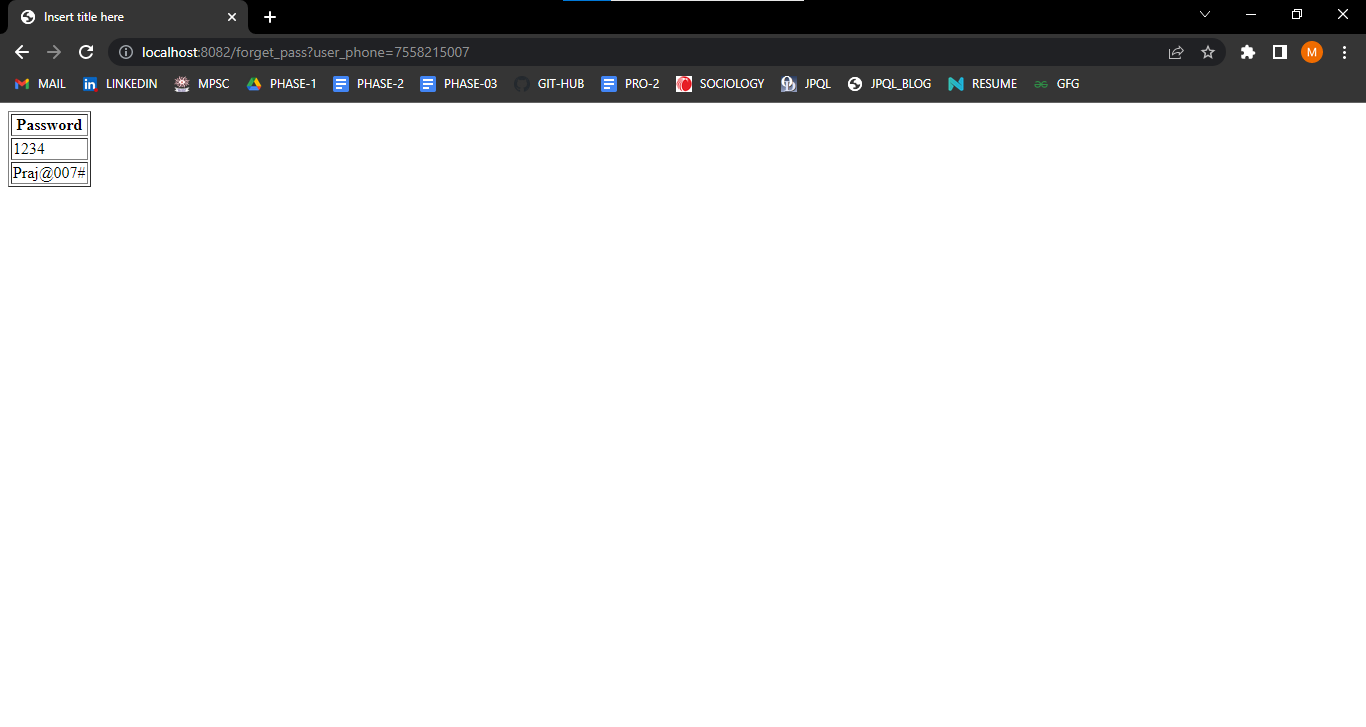 Insert title here
localhost:8082/forget_pass?user_phone=7558215007
M
MAIL LINKEDIN MPSC PHASE-1 PHASE-2 PHASE-03 GIT-HUB PRO-2 SOCIOLOGY JPQL JPQL_BLOG RESUME GFG
Password
1234
Praj@007#